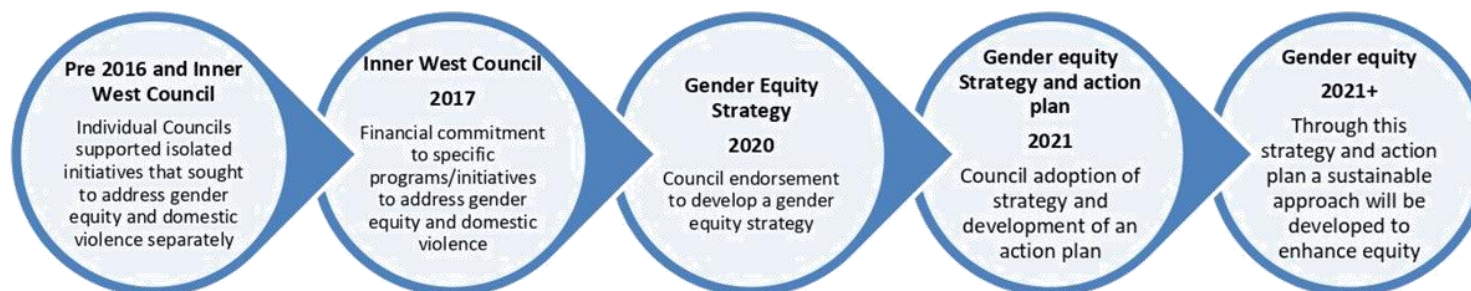 Pre 2016 and Inner
West Council
Individual Councils
supported isolated
initiatives that sought
to address gender
equity and domestic
violence separately
Inner West Council
2017
Financial commitment
to specific
programs/initiatives
to address gender
equity and domestic
violence
Gender Equity
Strategy
2020
Council endorsement
to develop a gender
equity strategy
Gender equity
Strategy and action
plan
2021
Council adoption of
strategy and
development of an
action plan
Gender equity
2021+
Through this
strategy and action
plan a sustainable
approach will be
developed to
enhance equity